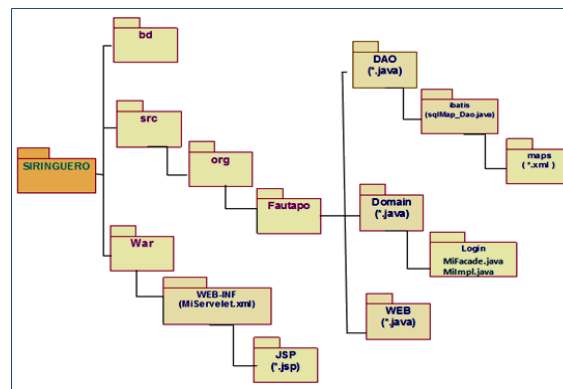 SIRINGUERO
bd
src
org
Fautapo
War
WEB-INF
(MiServelet.xml)
JSP
(*.jsp)
DAO
(*.java)
ibatis
(sqlMap_Dao.java)
maps
( *.xml )
Domain
(*.java)
Login
MiFacade.java
MiImpl.java
WEB
(*.java)